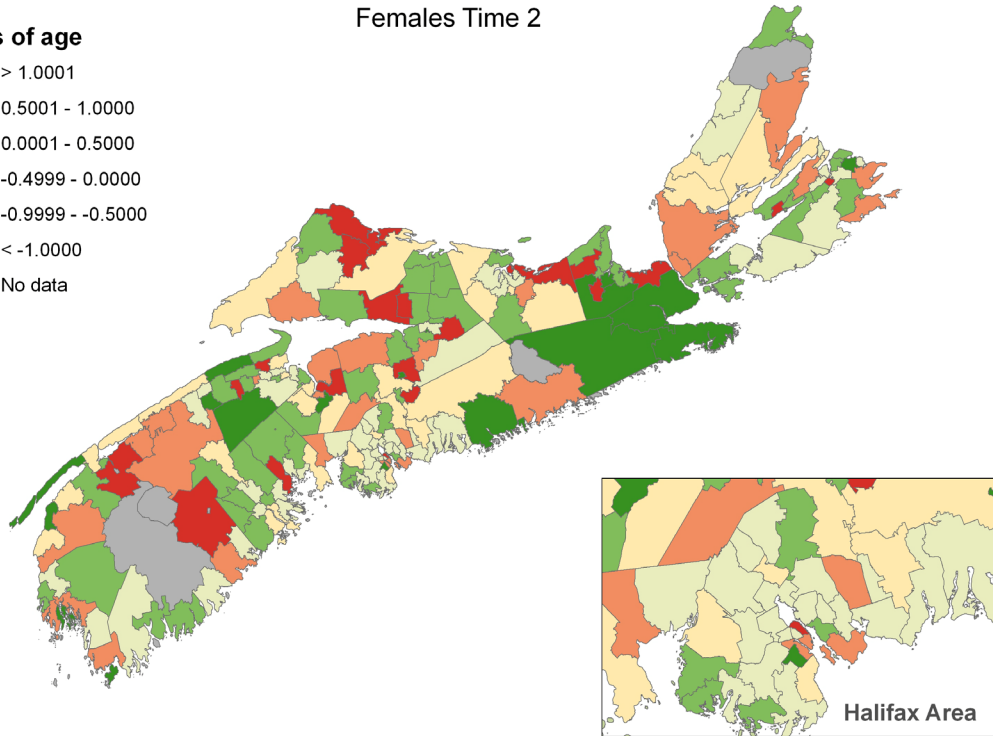 Females Time 2
s of age
> 1.0001
0.5001 - 1.0000
0.0001 - 0.5000
-0.4999 - 0.0000
-0.9999 - -0.5000
< -1.0000
No data
Halifax Area